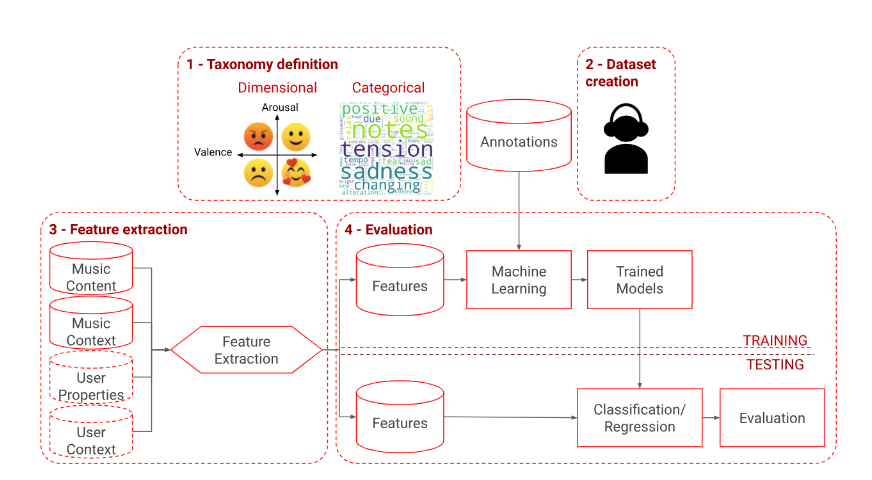 1 - Taxonomy definition
Dimensional
Categorical
Arousal
Valence
positive
due sound
notes
tension
tempo fear sad
sadness
changing
alteration
2 - Dataset
creation
Annotations
3 - Feature extraction
Music
Content
Music
Context
User
Properties
User
Context
Feature
Extraction
4 - Evaluation
Features
Machine
Learning
Trained
Models
TRAINING
TESTING
Features
Classification/
Regression
Evaluation